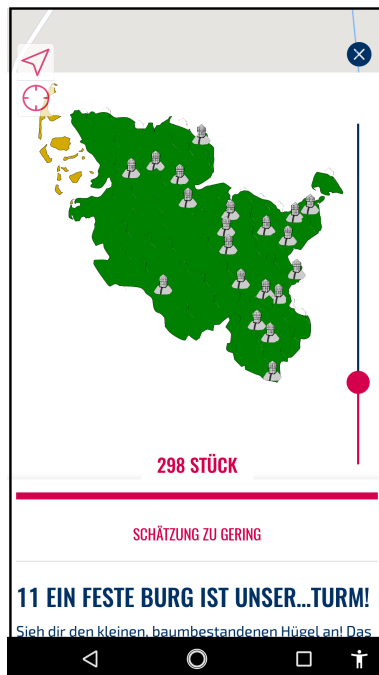 298 STÜCK
SCHÄTZUNG ZU GERING
11 EIN FESTE BURG IST UNSER...TURM!
Sieh dir den kleinen, baumbestandenen Hügel an! Das